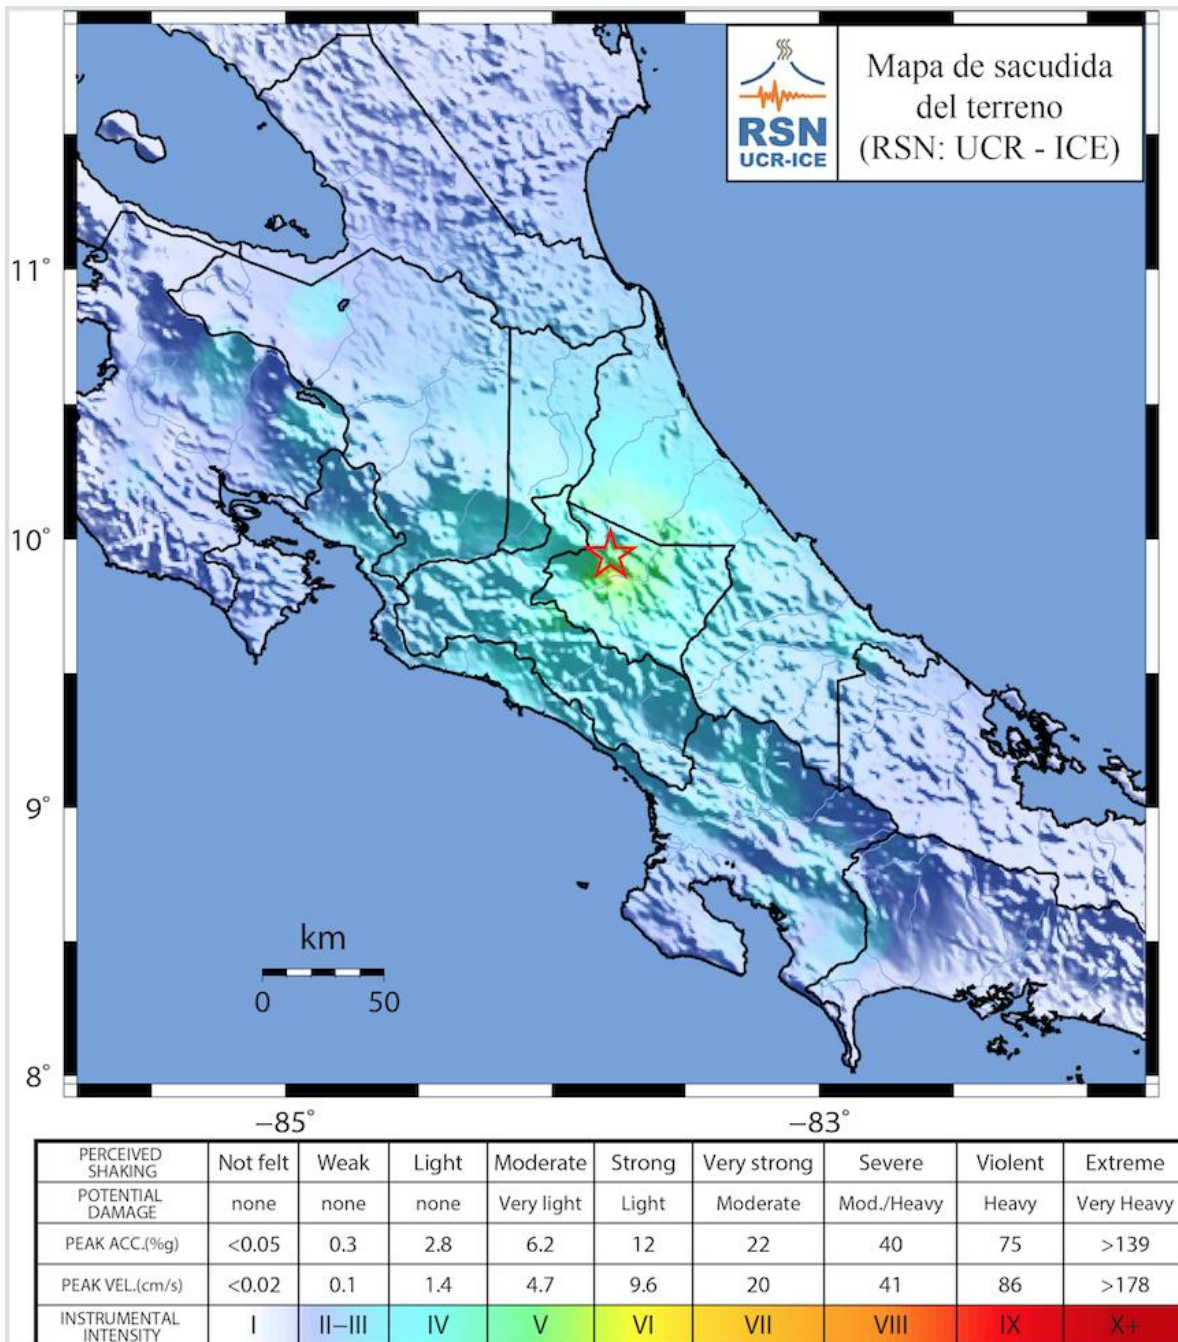 RSN
UCR-ICE
Mapa de sacudida
del terreno
(RSN: UCR - ICE)
11°
10°
9°
8°
km
0 50
−85° −83°
PERCEIVED SHAKING Not felt Weak Light Moderate Strong Very strong Severe Violent Extreme
POTENTIAL DAMAGE none none none Very light Light Moderate Mod./Heavy Heavy Very Heavy
PEAK ACC.(%g) <0.05 0.3 2.8 6.2 12 22 40 75 >139
PEAK VEL.(cm/s) <0.02 0.1 1.4 4.7 9.6 20 41 86 >178
INSTRUMENTAL INTENSITY I II−III IV V VI VII VIII IX X+